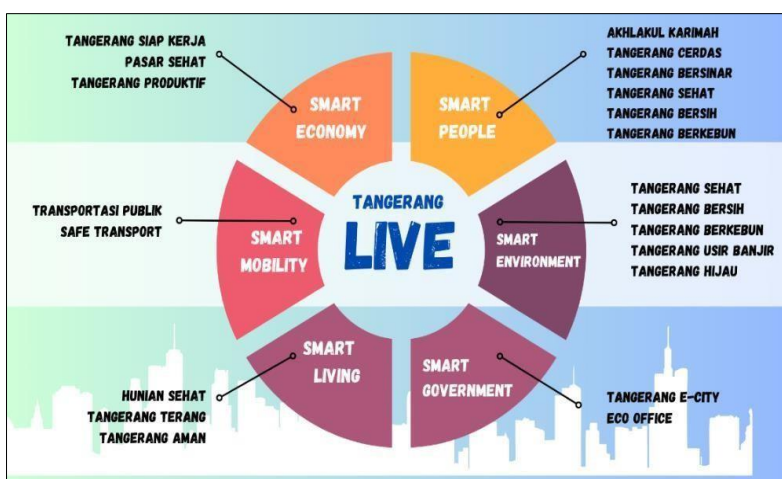 TANGERANG SIAP KERJA
PASAR SEHAT
TANGERANG PRODUKTIF
SMART
ECONOMY
AKHLAKUL KARIMAH
TANGERANG CERDAS
TANGERANG BERSINAR
TANGERANG SEHAT
TANGERANG BERSIH
TANGERANG BERKEBUN
SMART
PEOPLE
TRANSPORTASI PUBLIK
SAFE TRANSPORT
SMART
MOBILITY
TANGERANG
LIVE
SMART
ENVIRONMENT
TANGERANG SEHAT
TANGERANG BERSIH
TANGERANG BERKEBUN
TANGERANG USIR BANJIR
TANGERANG HIJAU
HUNIAN SEHAT
TANGERANG TERANG
TANGERANG AMAN
SMART
LIVING
SMART
GOVERNMENT
TANGERANG E-CITY
ECO OFFICE